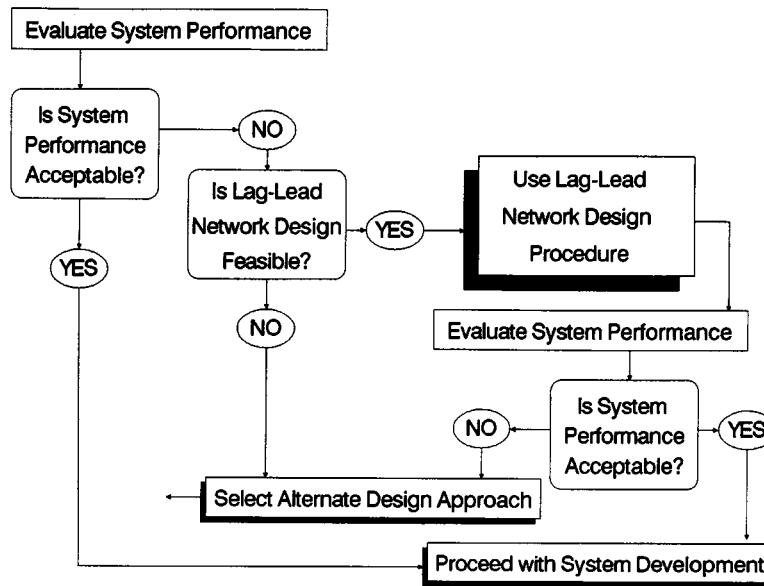 Evaluate System Performance
Is System
Performance
Acceptable?
NO
Is Lag-Lead
Network Design
Feasible?
YES
Use Lag-Lead
Network Design
Procedure
YES
NO
Evaluate System Performance
Is System
Performance
Acceptable?
NO
YES
Select Alternate Design Approach
Proceed with System Development